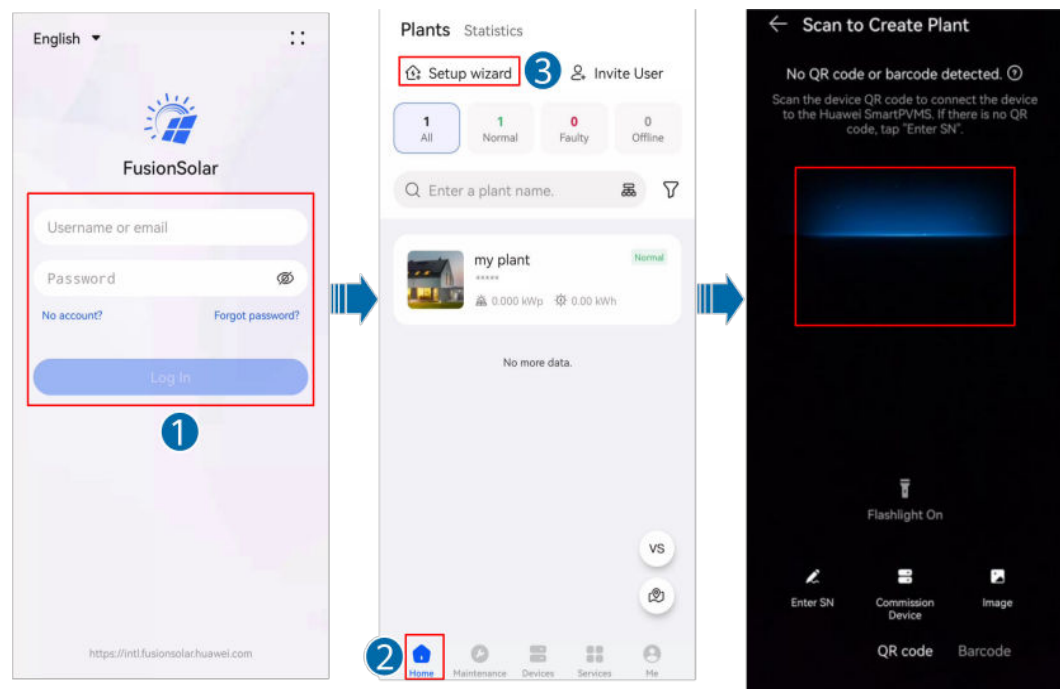 English
FusionSolar
Username or email
Password
No account? Forgot password?
Log In
1
https://intl.fusionsolar.huawei.com
Plants Statistics
Setup wizard 3 Invite User
1 1 0 0
All Normal Faulty Offline
Enter a plant name.
my plant Normal
*****
0.000 kWp 0.00 kWh
No more data.
VS
2
Home Maintenance Devices Services Me
Scan to Create Plant
No QR code or barcode detected.
Scan the device QR code to connect the device
to the Huawei SmartPVMS. If there is no QR
code, tap "Enter SN".
Flashlight On
Enter SN Commission Image
Device
QR code Barcode